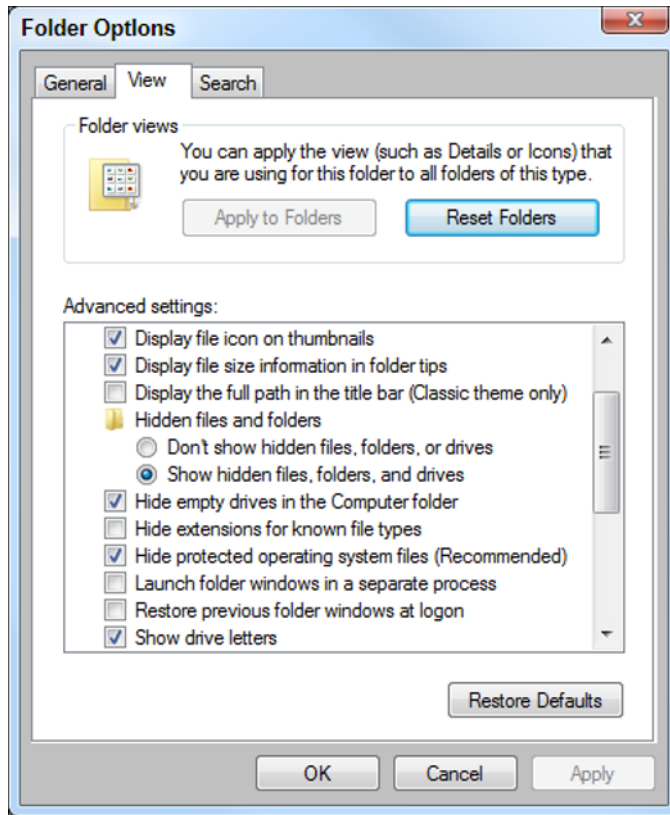 Folder Options
General View Search
Folder views
You can apply the view (such as Details or Icons) that
you are using for this folder to all folders of this type.
Apply to Folders Reset Folders
Advanced settings:
Display file icon on thumbnails
Display file size information in folder tips
Display the full path in the title bar (Classic theme only)
Hidden files and folders
Don't show hidden files, folders, or drives
Show hidden files, folders, and drives
Hide empty drives in the Computer folder
Hide extensions for known file types
Hide protected operating system files (Recommended)
Launch folder windows in a separate process
Restore previous folder windows at logon
Show drive letters
Restore Defaults
OK Cancel Apply